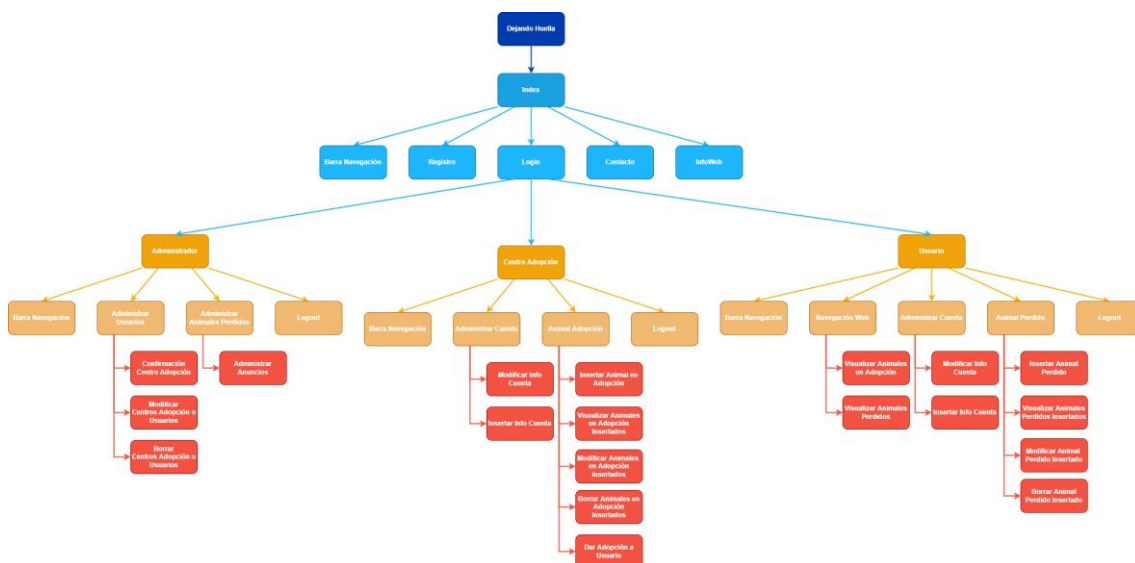 Dejando Huella
Index
Barra Navegación
Registro
Login
Contacto
InfoWeb
Administrador
Centro Adopción
Usuario
Barra Navegación
Administrar
Usuarios
Administrar
Animales Perdidos
Logout
Barra Navegación
Administrar Cuenta
Animal Adopción
Logout
Barra Navegación
Navegación Web
Administrar Cuenta
Animal Perdido
Logout
Confirmación
Centro Adopción
Modificar
Centros Adopción o
Usuarios
Borrar
Centros Adopción o
Usuarios
Administrar
Anuncios
Modificar Info
Cuenta
Insertar Info Cuenta
Insertar Animal en
Adopción
Visualizar Animales
en Adopción
Insertados
Modificar Animales
en Adopción
Insertados
Borrar Animales en
Adopción
Insertados
Dar Adopción a
Usuario
Visualizar Animales
en Adopción
Visualizar Animales
Perdidos
Modificar Info
Cuenta
Insertar Info Cuenta
Insertar Animal
Perdido
Visualizar Animales
Perdidos Insertados
Modificar Animal
Perdido Insertado
Borrar Animal
Perdido Insertado